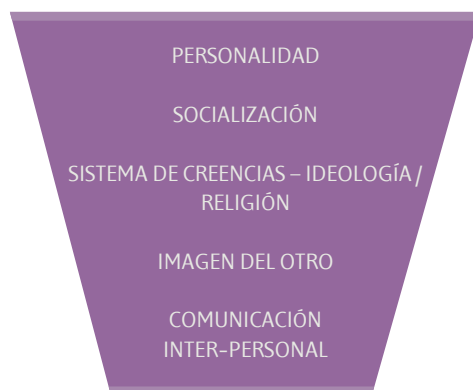 PERSONALIDAD
SOCIALIZACIÓN
SISTEMA DE CREENCIAS – IDEOLOGÍA /
RELIGIÓN
IMAGEN DEL OTRO
COMUNICACIÓN
INTER-PERSONAL